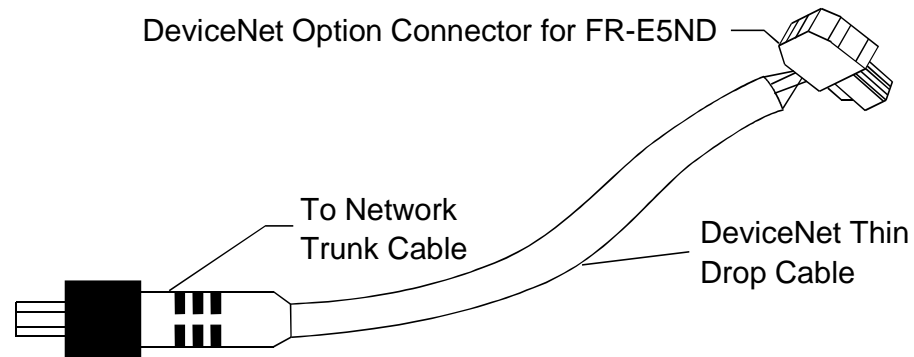 DeviceNet Option Connector for FR-E5ND
To Network
Trunk Cable
DeviceNet Thin
Drop Cable